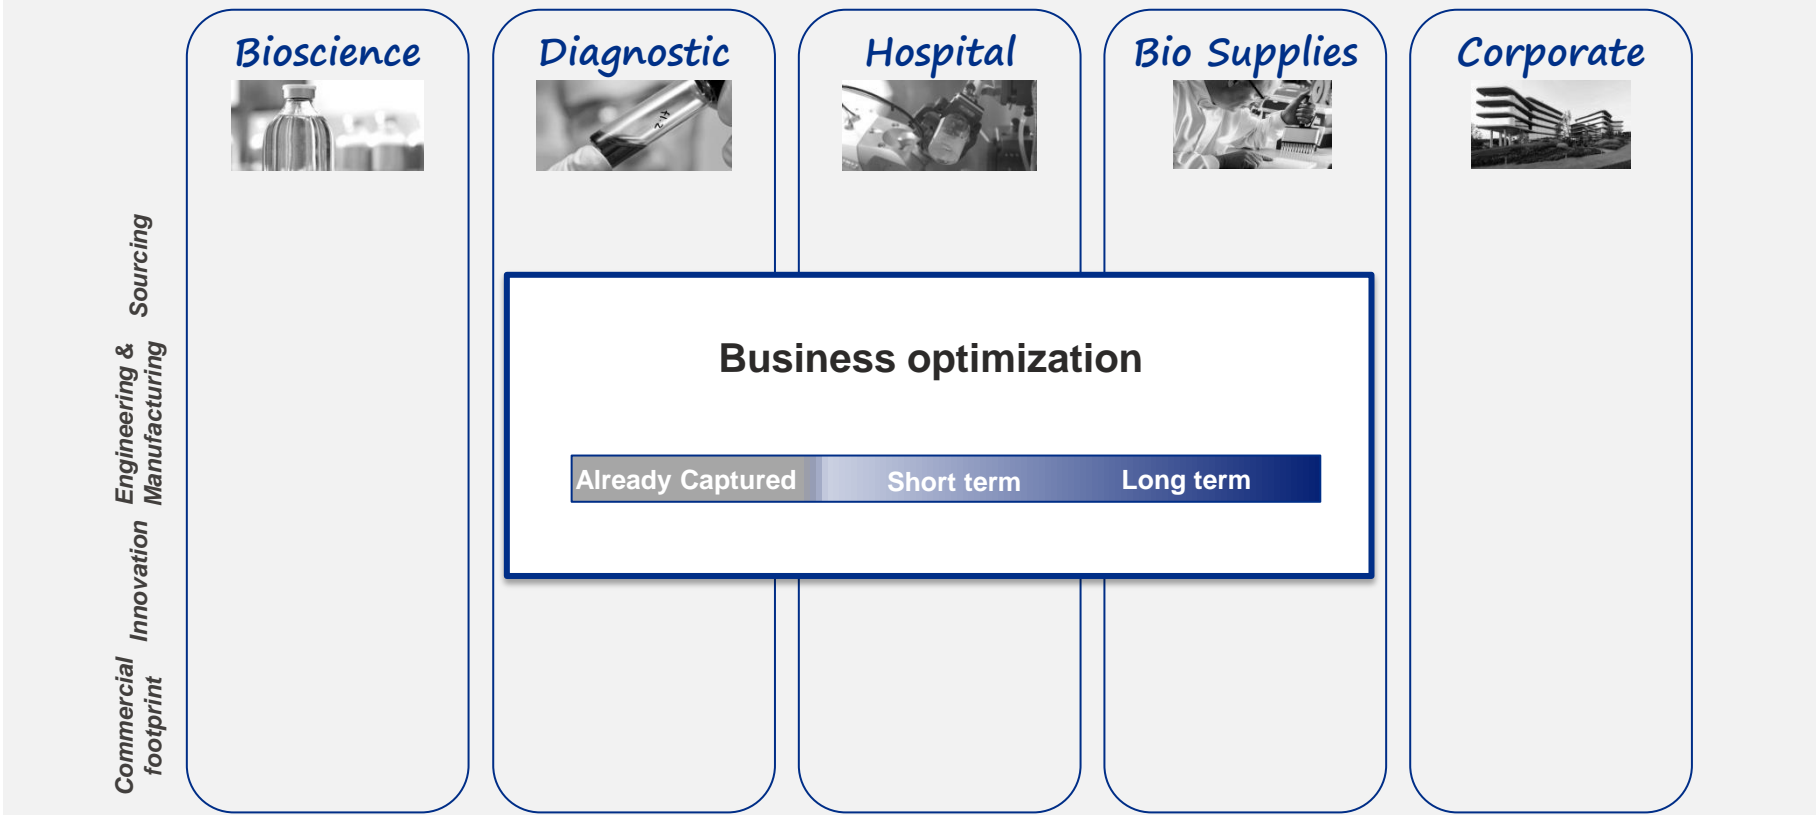 Bioscience
Diagnostic
Hospital
Bio Supplies
Corporate
Sourcing
Engineering &
Manufacturing
Innovation
Commercial
footprint
Business optimization
Already Captured
Short term
Long term